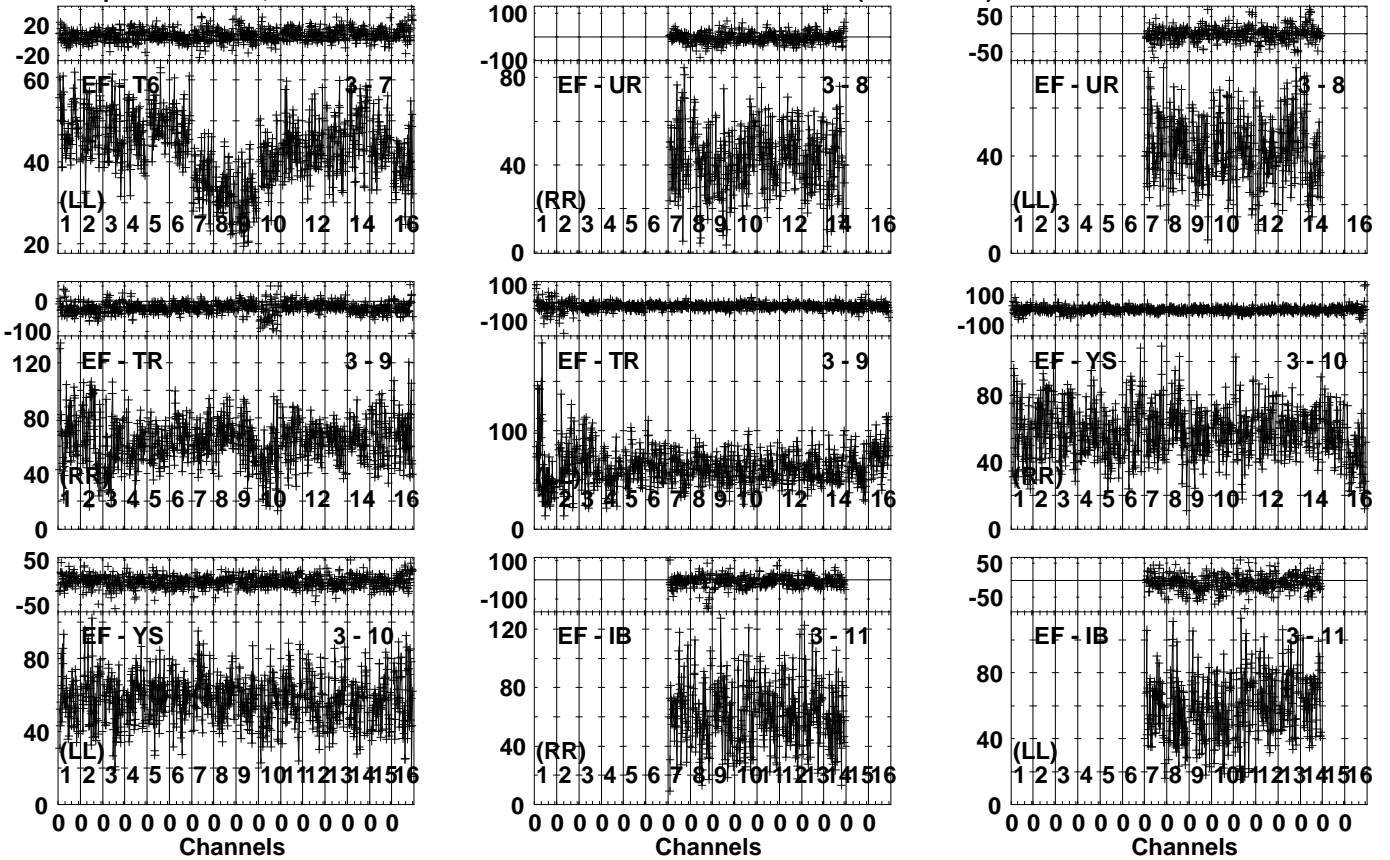 20 100 50
-20 -100 -50
60 EF - T6 3 - 7 80 EF - UR 3 - 8 EF - UR 3 - 8
40 40 40
(LL) (RR) (LL)
1 2 3 4 5 6 7 8 9 10 12 14 16 1 2 3 4 5 6 7 8 9 10 12 14 16 1 2 3 4 5 6 7 8 9 10 12 14 16
20 0 0
0 100 100
-100 -100 -100
120 EF - TR 3 - 9 EF - TR 3 - 9 EF - YS 3 - 10
80 100 80
40 40
(RR) (RR)
1 2 3 4 5 6 7 8 9 10 12 14 16 1 2 3 4 5 6 7 8 9 10 12 14 16 1 2 3 4 5 6 7 8 9 10 12 14 16
0 0 0
50 100 50
-50 -100 -50
EF - YS 3 - 10 120 EF - IB 3 - 11 EF - IB 3 - 11
80 80 80
40 40 40
(LL) (RR) (LL)
1 2 3 4 5 6 7 8 9 10 11 12 13 14 15 16 1 2 3 4 5 6 7 8 9 10 11 12 13 14 15 16 1 2 3 4 5 6 7 8 9 10 11 12 13 14 15 16
0 0 0
0 0 0 0 0 0 0 0 0 0 0 0 0 0 0 0 0 0 0 0 0 0 0 0 0 0 0 0 0 0 0 0 0 0 0 0 0 0 0 0 0 0 0 0 0 0 0 0
Channels Channels Channels